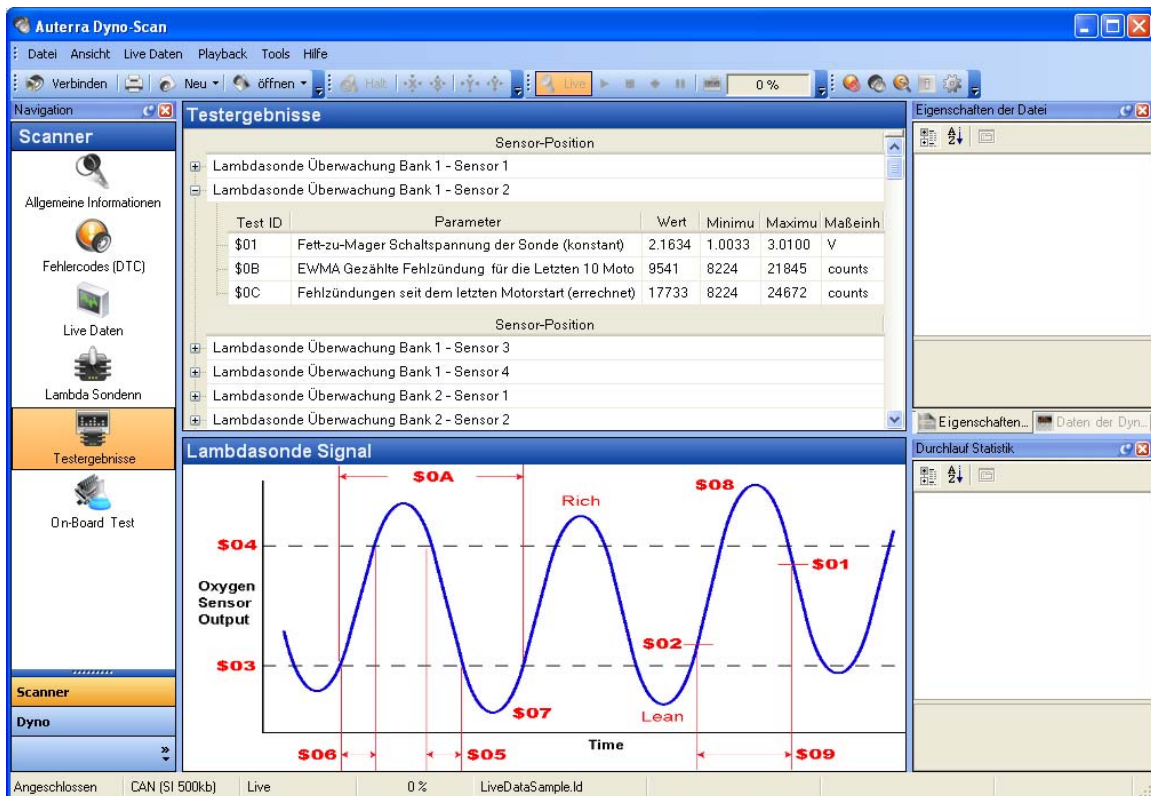 Auterra Dyno-Scan
Datei Ansicht Live Daten Playback Tools Hilfe
Verbinden Neu öffnen Halt Live 0 %
Navigation
Scanner
Allgemeine Informationen
Fehlercodes (DTC)
Live Daten
Lambda Sondenn
Testergebnisse
On-Board Test
Scanner
Dyno
Testergebnisse
Sensor-Position
Lambdasonde Überwachung Bank 1 - Sensor 1
Lambdasonde Überwachung Bank 1 - Sensor 2
Test ID Parameter Wert Minimu Maximu Maßeinh
$01 Fett-zu-Mager Schaltspannung der Sonde (konstant) 2.1634 1.0033 3.0100 V
$0B EWMA Gezählte Fehlzündung für die Letzten 10 Moto 9541 8224 21845 counts
$0C Fehlzündungen seit dem letzten Motorstart (errechnet) 17733 8224 24672 counts
Sensor-Position
Lambdasonde Überwachung Bank 1 - Sensor 3
Lambdasonde Überwachung Bank 1 - Sensor 4
Lambdasonde Überwachung Bank 2 - Sensor 1
Lambdasonde Überwachung Bank 2 - Sensor 2
Lambdasonde Signal
$0A
Rich
$08
$04
$01
Oxygen
Sensor
Output
$02
$03
$07
Lean
Time
$06
$05
$09
Eigenschaften der Datei
Eigenschaften... Daten der Dyn...
Durchlauf Statistik
Angeschlossen CAN (SI 500kb) Live 0 % LiveDataSample.ld